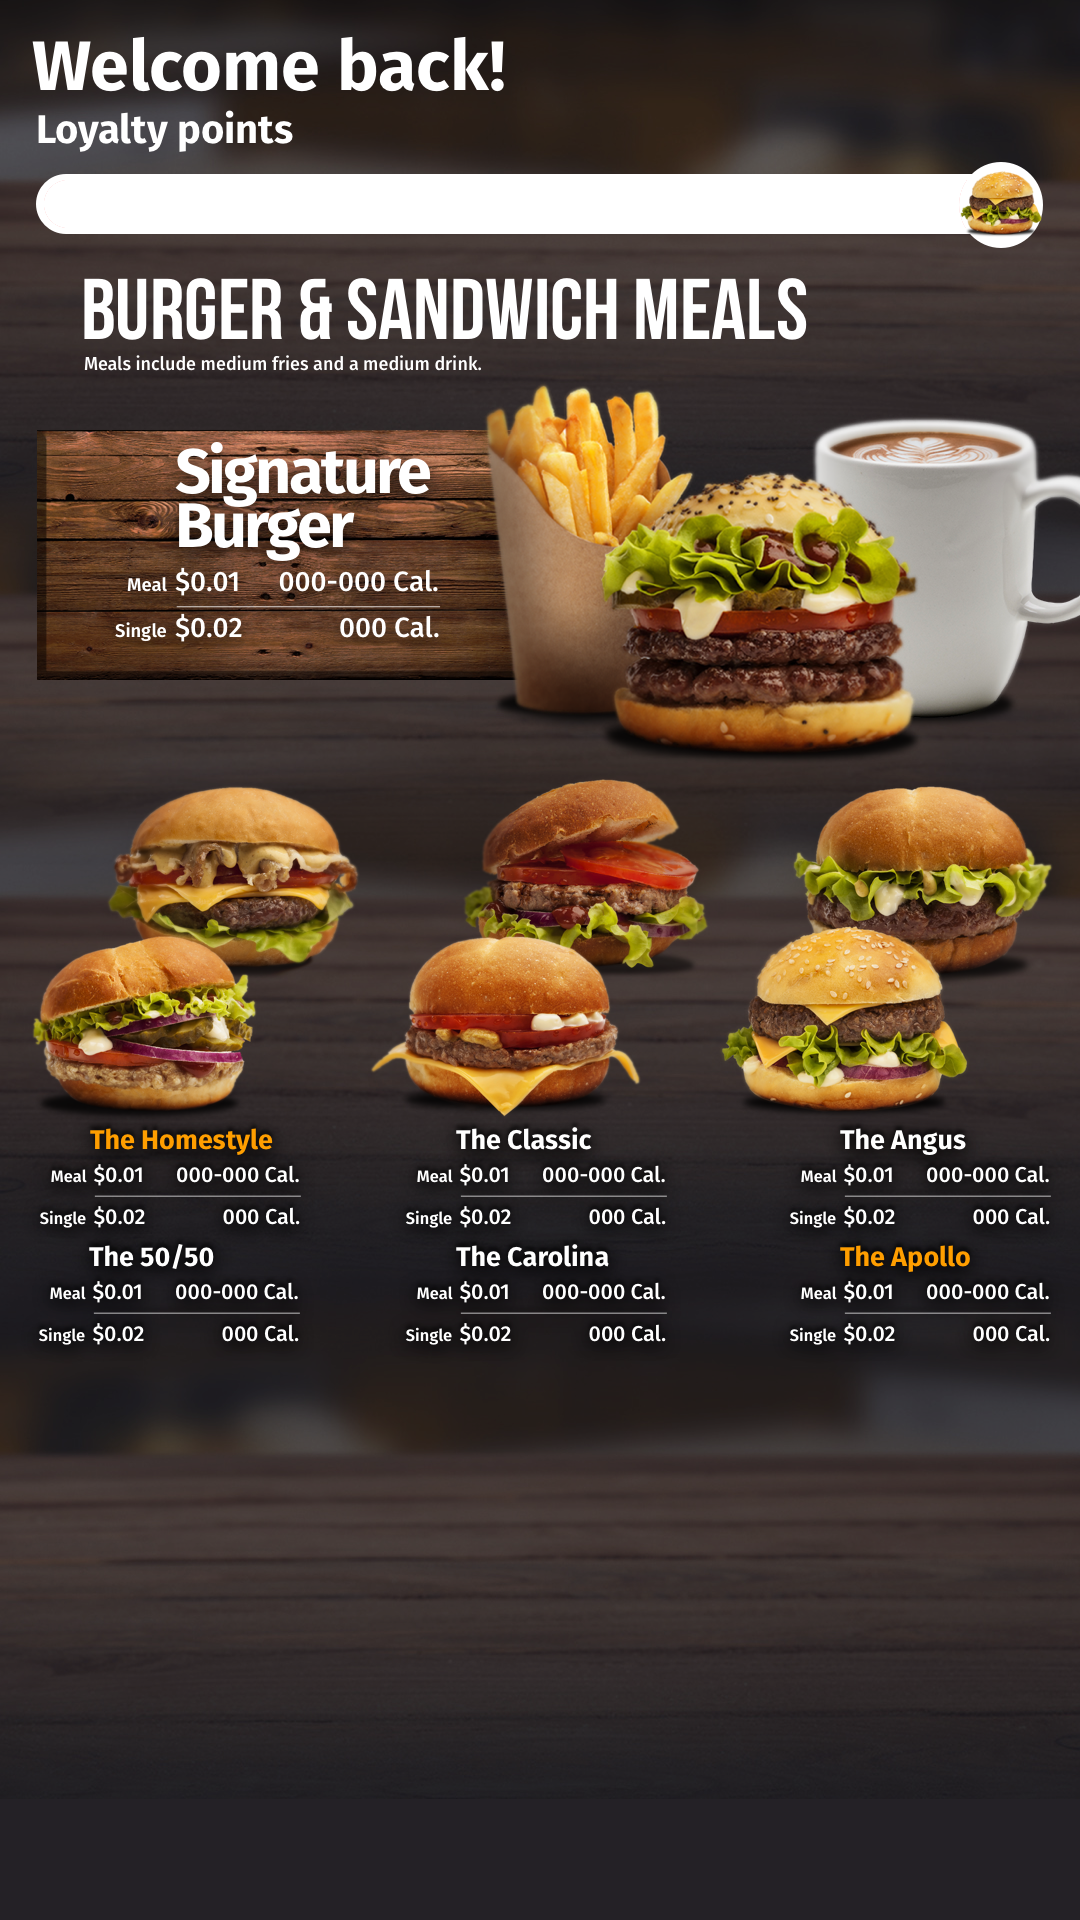 Welcome back!
Loyalty points
BURGER & SANDWICH MEALS
Meals include medium fries and a medium drink.
Signature
Burger
Meal $0.01 000-000 Cal.
Single $0.02 000 Cal.
The Homestyle
Meal $0.01 000-000 Cal.
Single $0.02 000 Cal.
The 50/50
Meal $0.01 000-000 Cal.
Single $0.02 000 Cal.
The Classic
Meal $0.01 000-000 Cal.
Single $0.02 000 Cal.
The Carolina
Meal $0.01 000-000 Cal.
Single $0.02 000 Cal.
The Angus
Meal $0.01 000-000 Cal.
Single $0.02 000 Cal.
The Apollo
Meal $0.01 000-000 Cal.
Single $0.02 000 Cal.